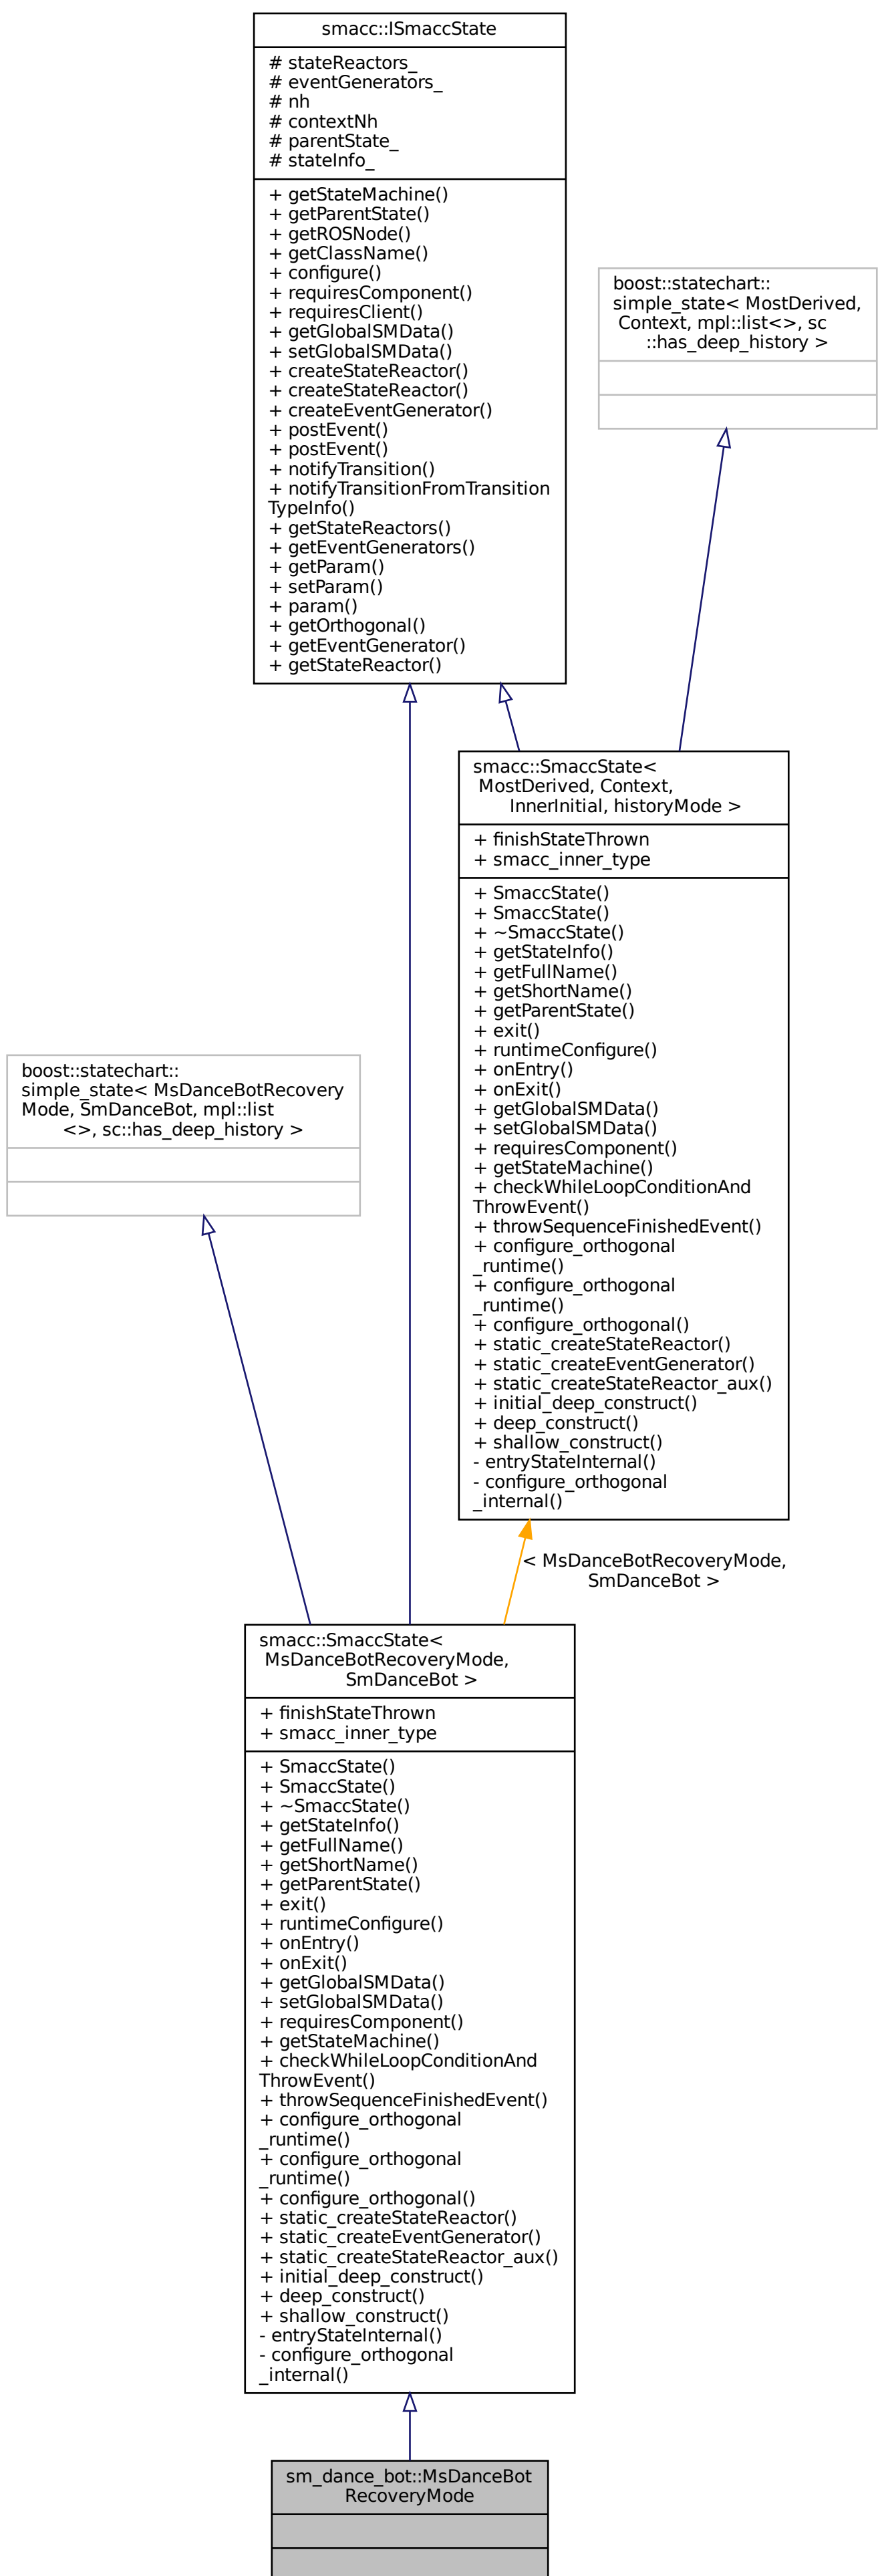 smacc::ISmaccState
# stateReactors_
# eventGenerators_
# nh
# contextNh
# parentState_
# stateInfo_
+ getStateMachine()
+ getParentState()
+ getROSNode()
+ getClassName()
+ configure()
+ requiresComponent()
+ requiresClient()
+ getGlobalSMData()
+ setGlobalSMData()
+ createStateReactor()
+ createStateReactor()
+ createEventGenerator()
+ postEvent()
+ postEvent()
+ notifyTransition()
+ notifyTransitionFromTransition
TypeInfo()
+ getStateReactors()
+ getEventGenerators()
+ getParam()
+ setParam()
+ param()
+ getOrthogonal()
+ getEventGenerator()
+ getStateReactor()
boost::statechart::
simple_state< MostDerived,
Context, mpl::list<>, sc
::has_deep_history >
smacc::SmaccState<
MostDerived, Context,
InnerInitial, historyMode >
+ finishStateThrown
+ smacc_inner_type
+ SmaccState()
+ SmaccState()
+ ~SmaccState()
+ getStateInfo()
+ getFullName()
+ getShortName()
+ getParentState()
+ exit()
+ runtimeConfigure()
+ onEntry()
+ onExit()
+ getGlobalSMData()
+ setGlobalSMData()
+ requiresComponent()
+ getStateMachine()
+ checkWhileLoopConditionAnd
ThrowEvent()
+ throwSequenceFinishedEvent()
+ configure_orthogonal
_runtime()
+ configure_orthogonal
_runtime()
+ configure_orthogonal()
+ static_createStateReactor()
+ static_createEventGenerator()
+ static_createStateReactor_aux()
+ initial_deep_construct()
+ deep_construct()
+ shallow_construct()
- entryStateInternal()
- configure_orthogonal
_internal()
boost::statechart::
simple_state< MsDanceBotRecovery
Mode, SmDanceBot, mpl::list
<>, sc::has_deep_history >
< MsDanceBotRecoveryMode,
SmDanceBot >
smacc::SmaccState<
MsDanceBotRecoveryMode,
SmDanceBot >
+ finishStateThrown
+ smacc_inner_type
+ SmaccState()
+ SmaccState()
+ ~SmaccState()
+ getStateInfo()
+ getFullName()
+ getShortName()
+ getParentState()
+ exit()
+ runtimeConfigure()
+ onEntry()
+ onExit()
+ getGlobalSMData()
+ setGlobalSMData()
+ requiresComponent()
+ getStateMachine()
+ checkWhileLoopConditionAnd
ThrowEvent()
+ throwSequenceFinishedEvent()
+ configure_orthogonal
_runtime()
+ configure_orthogonal
_runtime()
+ configure_orthogonal()
+ static_createStateReactor()
+ static_createEventGenerator()
+ static_createStateReactor_aux()
+ initial_deep_construct()
+ deep_construct()
+ shallow_construct()
- entryStateInternal()
- configure_orthogonal
_internal()
sm_dance_bot::MsDanceBot
RecoveryMode